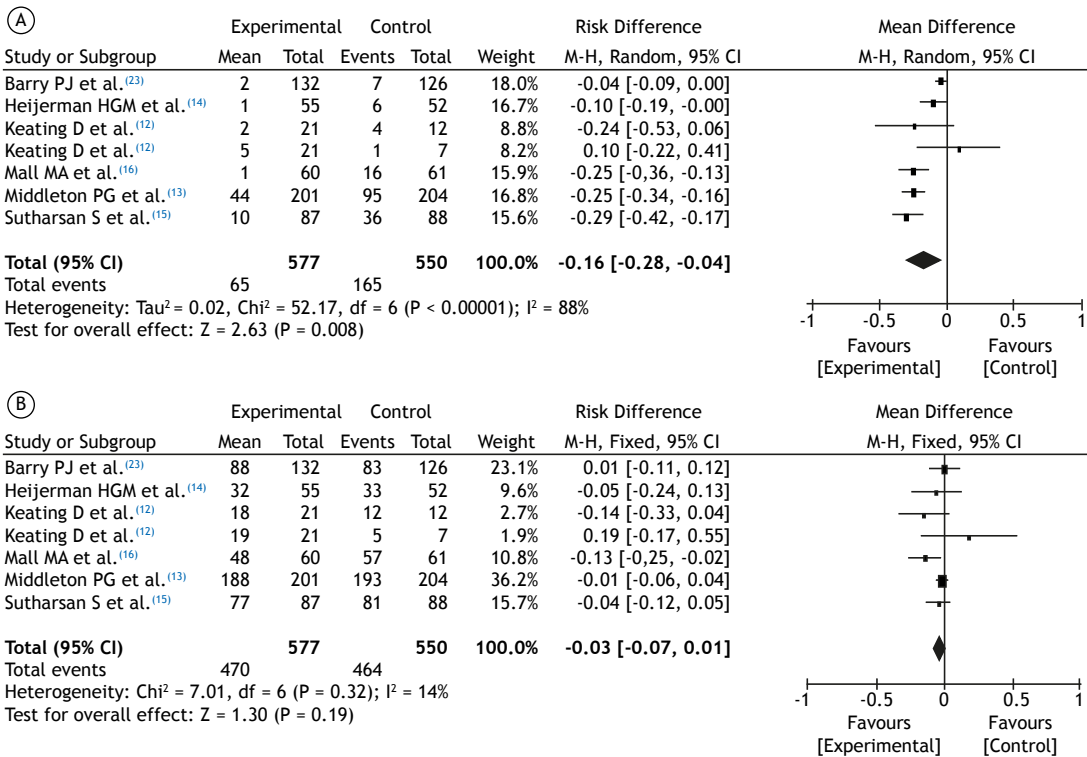 A
Experimental Control Risk Difference Mean Difference
Study or Subgroup Mean Total Events Total Weight M-H, Random, 95% CI M-H, Random, 95% CI
Barry PJ et al.(23) 2 132 7 126 18.0% -0.04 [-0.09, 0.00]
Heijerman HGM et al.(14) 1 55 6 52 16.7% -0.10 [-0.19, -0.00]
Keating D et al.(12) 2 21 4 12 8.8% -0.24 [-0.53, 0.06]
Keating D et al.(12) 5 21 1 7 8.2% 0.10 [-0.22, 0.41]
Mall MA et al.(16) 1 60 16 61 15.9% -0.25 [-0,36, -0.13]
Middleton PG et al.(13) 44 201 95 204 16.8% -0.25 [-0.34, -0.16]
Sutharsan S et al.(15) 10 87 36 88 15.6% -0.29 [-0.42, -0.17]
Total (95% CI) 577 550 100.0% -0.16 [-0.28, -0.04]
Total events 65 165
Heterogeneity: Tau² = 0.02, Chi² = 52.17, df = 6 (P < 0.00001); I² = 88%
Test for overall effect: Z = 2.63 (P = 0.008)
-1 -0.5 0 0.5 1
Favours Favours
[Experimental] [Control]
B
Experimental Control Risk Difference Mean Difference
Study or Subgroup Mean Total Events Total Weight M-H, Fixed, 95% CI M-H, Fixed, 95% CI
Barry PJ et al.(23) 88 132 83 126 23.1% 0.01 [-0.11, 0.12]
Heijerman HGM et al.(14) 32 55 33 52 9.6% -0.05 [-0.24, 0.13]
Keating D et al.(12) 18 21 12 12 2.7% -0.14 [-0.33, 0.04]
Keating D et al.(12) 19 21 5 7 1.9% 0.19 [-0.17, 0.55]
Mall MA et al.(16) 48 60 57 61 10.8% -0.13 [-0,25, -0.02]
Middleton PG et al.(13) 188 201 193 204 36.2% -0.01 [-0.06, 0.04]
Sutharsan S et al.(15) 77 87 81 88 15.7% -0.04 [-0.12, 0.05]
Total (95% CI) 577 550 100.0% -0.03 [-0.07, 0.01]
Total events 470 464
Heterogeneity: Chi² = 7.01, df = 6 (P = 0.32); I² = 14%
Test for overall effect: Z = 1.30 (P = 0.19)
-1 -0.5 0 0.5 1
Favours Favours
[Experimental] [Control]